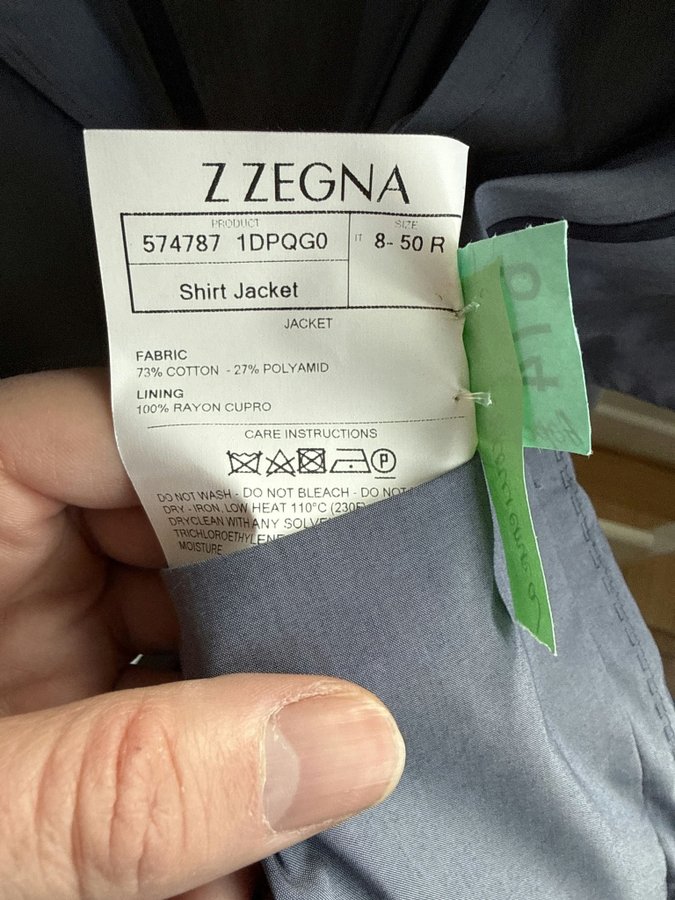 Z ZEGNA
PRODUCT
SIZE
574787 1DPQG0
IT 8- 50 R
Shirt Jacket
JACKET
FABRIC
73% COTTON - 27% POLYAMID
LINING
100% RAYON CUPRO
CARE INSTRUCTIONS
P
DO NOT WASH - DO NOT BLEACH - DO NOT
DRY - IRON, LOW HEAT 110°C (230F)
DRYCLEAN WITH ANY SOLVE
TRICHLOROETHYLENE
MOISTURE